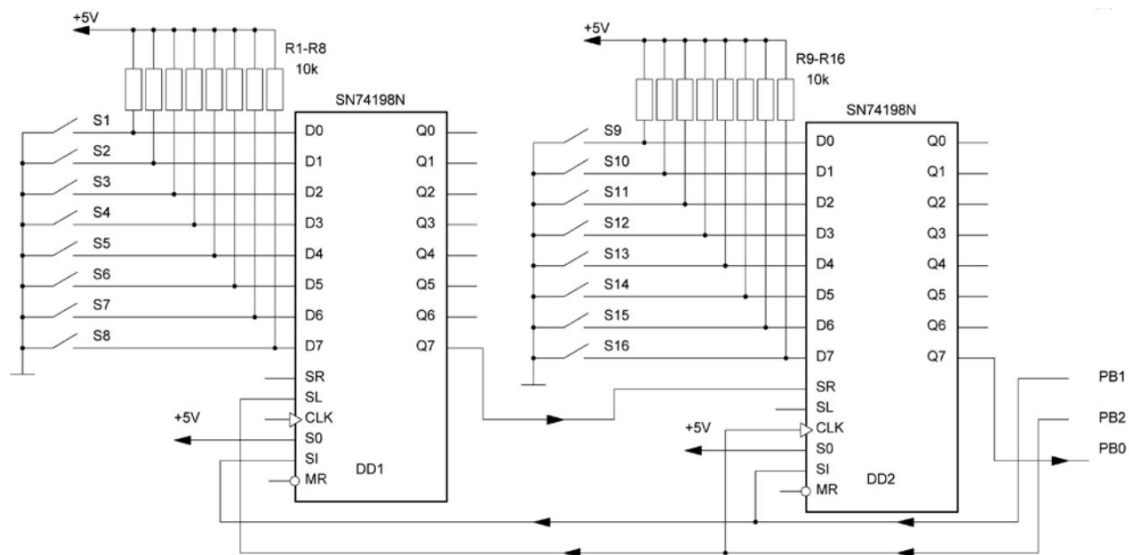 +5V
R1-R8
10k
SN74198N
S1
S2
S3
S4
S5
S6
S7
S8
D0
D1
D2
D3
D4
D5
D6
D7
SR
SL
CLK
S0
SI
MR
Q0
Q1
Q2
Q3
Q4
Q5
Q6
Q7
+5V
DD1
+5V
R9-R16
10k
SN74198N
S9
S10
S11
S12
S13
S14
S15
S16
D0
D1
D2
D3
D4
D5
D6
D7
SR
SL
CLK
S0
SI
MR
Q0
Q1
Q2
Q3
Q4
Q5
Q6
Q7
+5V
DD2
PB1
PB2
PB0